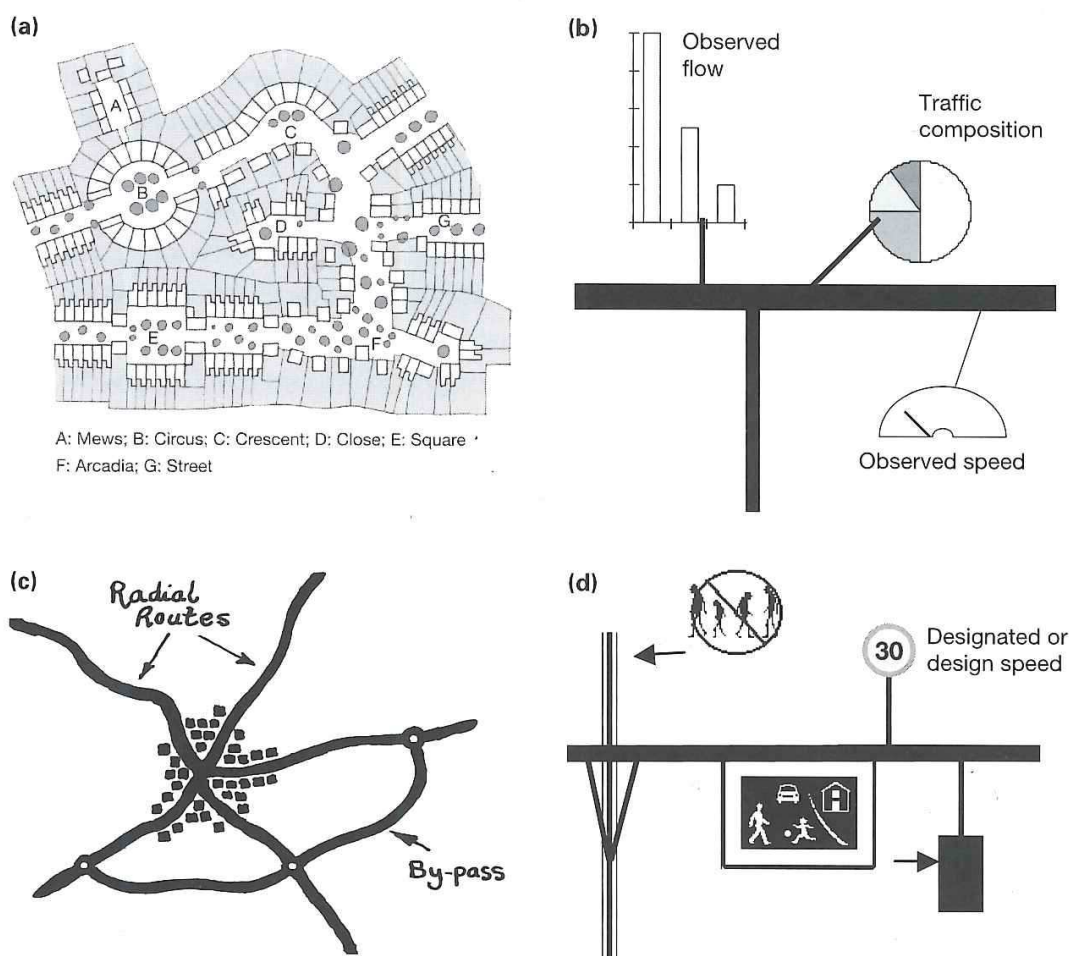 (a)
A
B
C
D
G
E
F
A: Mews; B: Circus; C: Crescent; D: Close; E: Square
F: Arcadia; G: Street
(b)
Observed
flow
Traffic
composition
Observed speed
(c)
Radial
Routes
By-pass
(d)
30
Designated or
design speed